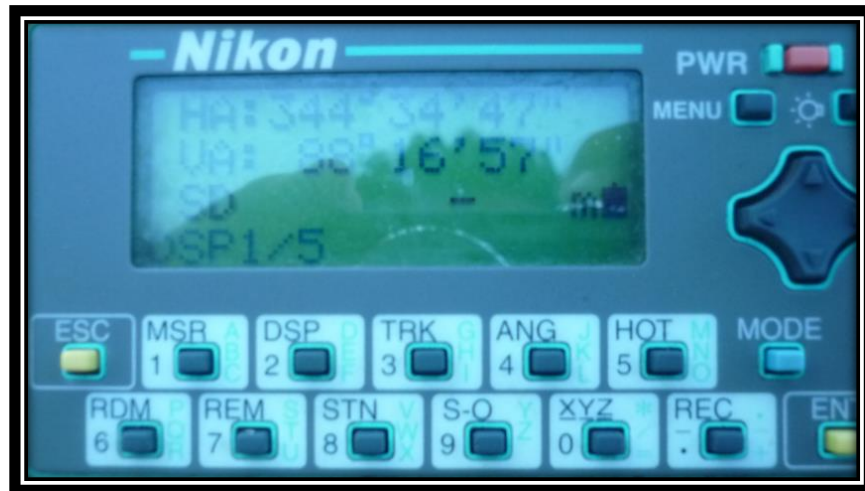 Nikon
PWR
HA:344°34'47"
MENU
VA: 88°16'57"
SD - m
DSP1/5
ESC MSR ABC DSP DEF TRK GHI ANG JKL HOT MNO MODE
1 2 3 4 5
RDM PQR REM STU STN VWX S-O YZ XYZ */= REC ENT
6 7 8 9 0